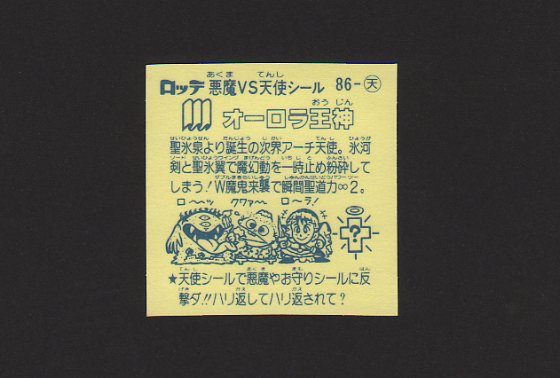 ロッテ 悪魔VS天使シール 86-天
オーロラ王神
聖氷泉より誕生の次界アーチ天使。氷河
剣と聖氷翼で魔幻動を一時止め粉砕して
しまう!W魔鬼来襲で瞬間聖道力∞2。
ロ〜ッ クワァ〜 ロ〜ラ!
?
★天使シールで悪魔やお守りシールに反
撃ダ!!ハリ返してハリ返されて?